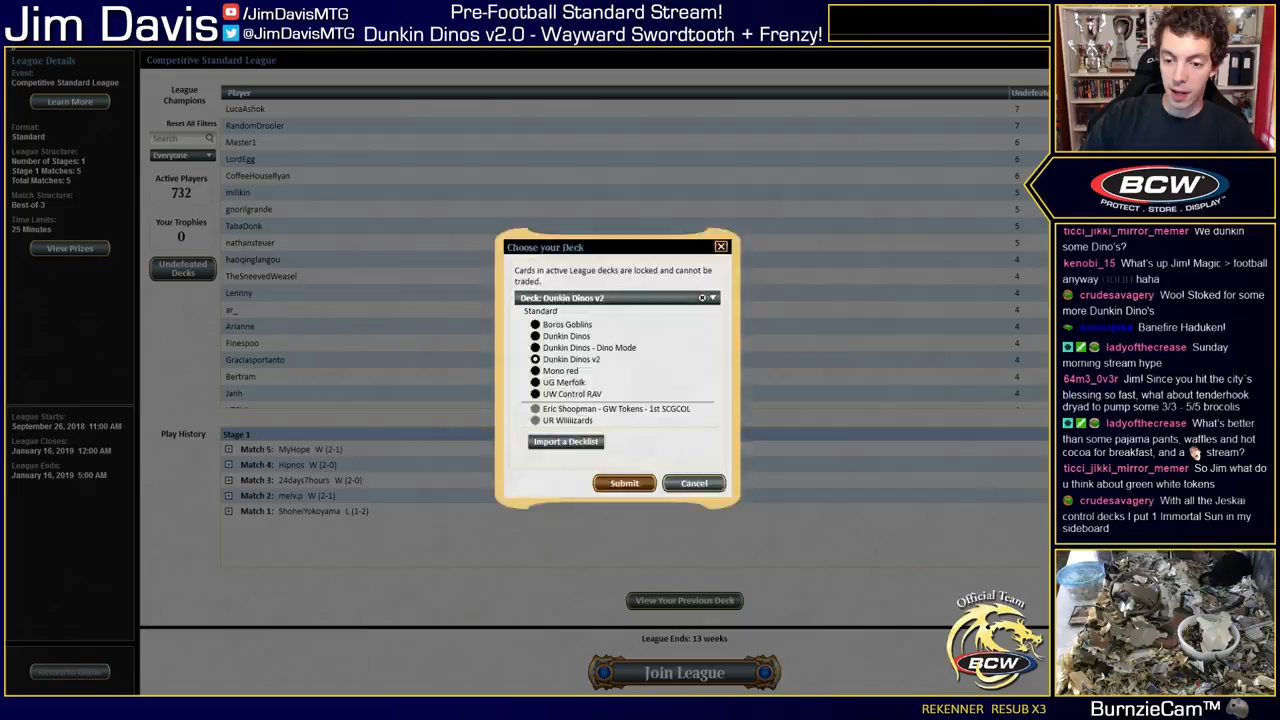 Jim Davis
/JimDavisMTG
@JimDavisMTG
Pre-Football Standard Stream!
Dunkin Dinos v2.0 - Wayward Swordtooth + Frenzy!
League Details
Event:
Competitive Standard League
Learn More
Format:
Standard
League Structure:
Number of Stages: 1
Stage 1 Matches: 5
Total Matches: 5
Match Structure:
Best-of-3
Time Limits:
25 Minutes
View Prizes
League Starts:
September 26, 2018 11:00 AM
League Closes:
January 16, 2019 12:00 AM
League Ends:
January 16, 2019 5:00 AM
Competitive Standard League
League
Champions
Reset All Filters
Search
Everyone
Active Players
732
Your Trophies
0
Undefeated
Decks
Player
Undefeated
LucaAshok 7
RandomDrooler 7
Master1 6
LordEgg 6
CoffeeHouseRyan 6
millkin 5
gnorilgrande 5
TabaDonk 5
nathansteuer 5
haoqinglangou 4
TheSneevedWeasel 4
Lennny 4
ar_ 4
Arianne 4
Finespoo 4
Graciasportanto 4
Bertram 4
Janh 4
Play History
Stage 1
Match 5: MyHope W (2-1)
Match 4: Hipnos W (2-0)
Match 3: 24days7hours W (2-0)
Match 2: melv.p W (2-1)
Match 1: ShoheiYokoyama L (1-2)
Choose your Deck
Cards in active League decks are locked and cannot be
traded.
Deck: Dunkin Dinos v2
Standard
Boros Goblins
Dunkin Dinos
Dunkin Dinos - Dino Mode
Dunkin Dinos v2
Mono red
UG Merfolk
UW Control RAV
Eric Shoopman - GW Tokens - 1st SCGCOL
UR Wiiiizards
Import a Decklist
Submit
Cancel
View Your Previous Deck
League Ends: 13 weeks
Join League
Official Team
BCW
BCW
PROTECT. STORE. DISPLAY.
ticci_jikki_mirror_memer We dunkin
some Dino's?
kenobi_15 What's up Jim! Magic > football
anyway haha
crudesavagery Woo! Stoked for some
more Dunkin Dino's
Banefire Haduken!
ladyofthecrease Sunday
morning stream hype
64m3_0v3r Jim! Since you hit the city´s
blessing so fast, what about tenderhook
dryad to pump some 3/3 - 5/5 brocolis
ladyofthecrease What's better
than some pajama pants, waffles and hot
cocoa for breakfast, and a stream?
ticci_jikki_mirror_memer So Jim what do
u think about green white tokens
crudesavagery With all the Jeskai
control decks I put 1 Immortal Sun in my
sideboard
REKENNER RESUB X3
BurnzieCam™